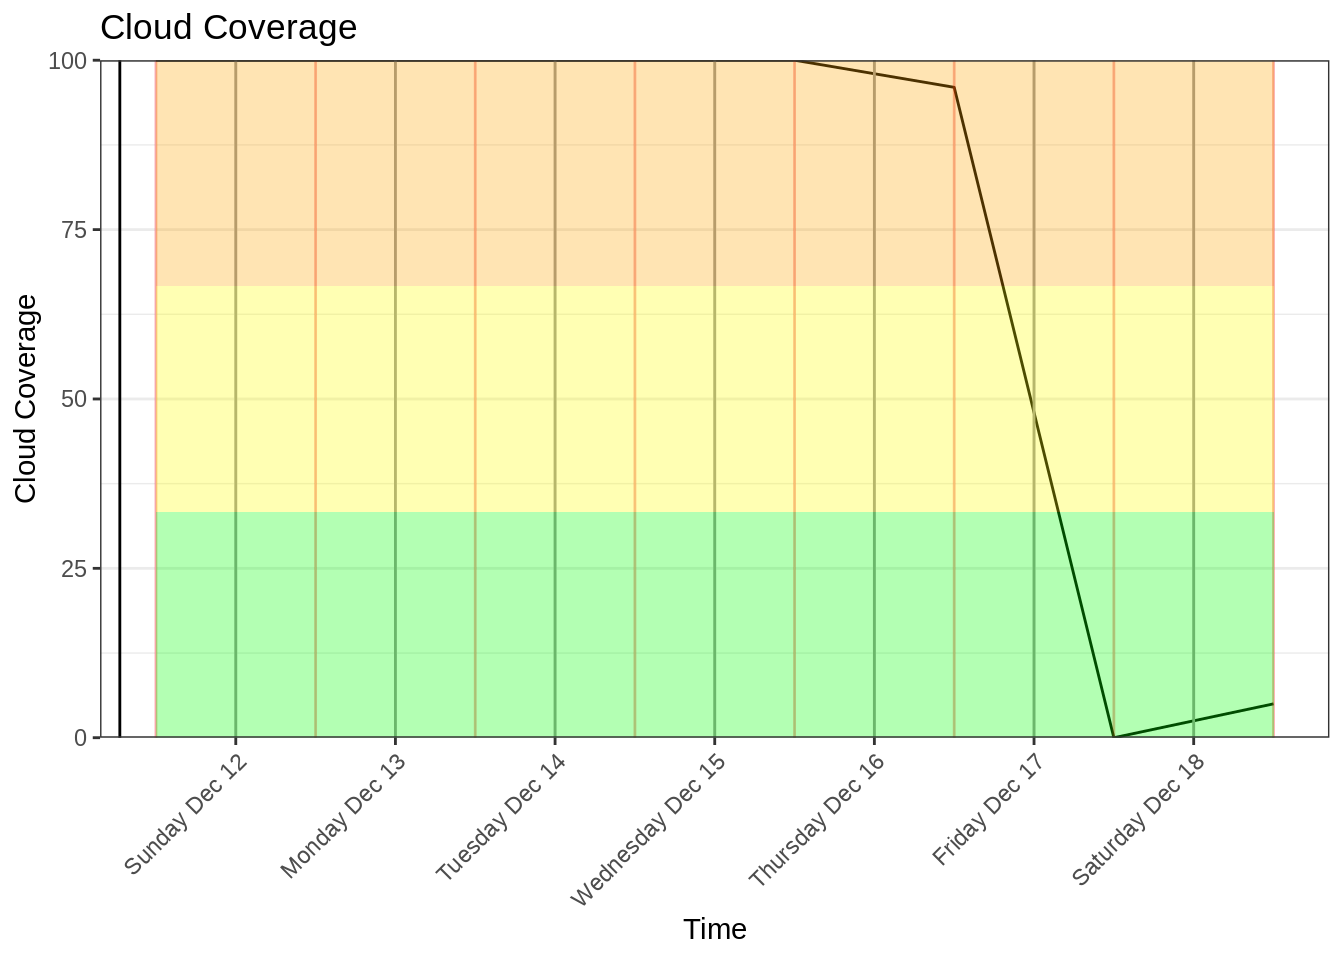 Cloud Coverage
Cloud Coverage
100
75
50
25
0
Sunday Dec 12
Monday Dec 13
Tuesday Dec 14
Wednesday Dec 15
Thursday Dec 16
Friday Dec 17
Saturday Dec 18
Time